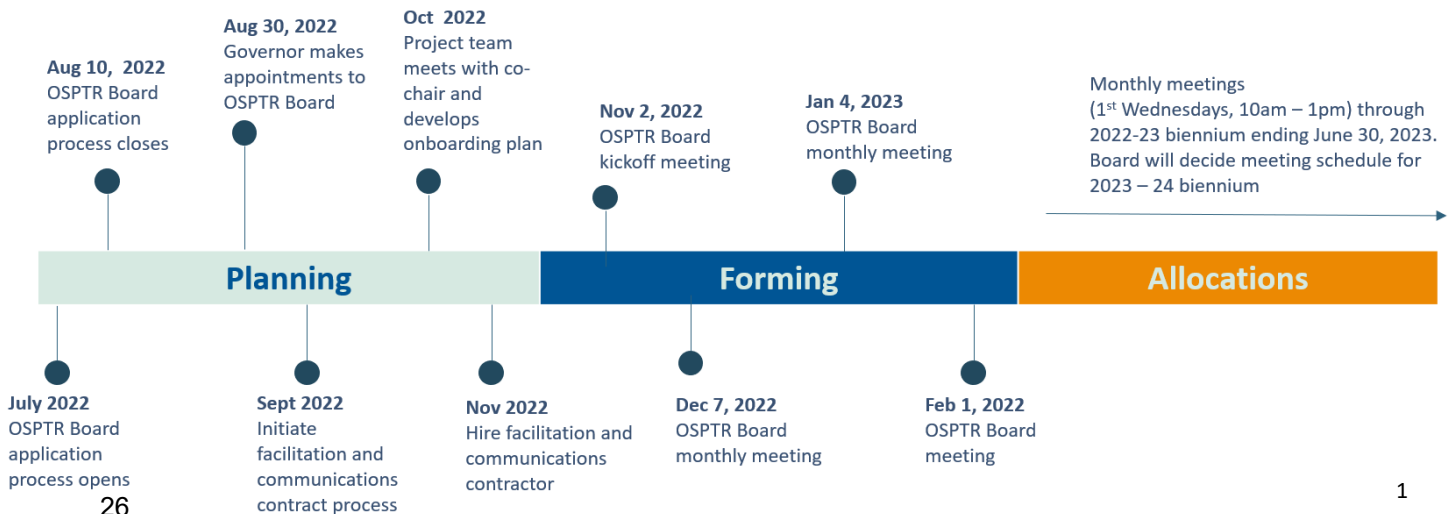 Aug 10, 2022
OSPTR Board
application
process closes
Aug 30, 2022
Governor makes
appointments to
OSPTR Board
Oct 2022
Project team
meets with co-
chair and
develops
onboarding plan
Nov 2, 2022
OSPTR Board
kickoff meeting
Jan 4, 2023
OSPTR Board
monthly meeting
Monthly meetings
(1st Wednesdays, 10am – 1pm) through
2022-23 biennium ending June 30, 2023.
Board will decide meeting schedule for
2023 – 24 biennium
Planning
Forming
Allocations
July 2022
OSPTR Board
application
process opens
Sept 2022
Initiate
facilitation and
communications
contract process
Nov 2022
Hire facilitation and
communications
contractor
Dec 7, 2022
OSPTR Board
monthly meeting
Feb 1, 2022
OSPTR Board
meeting
26
1